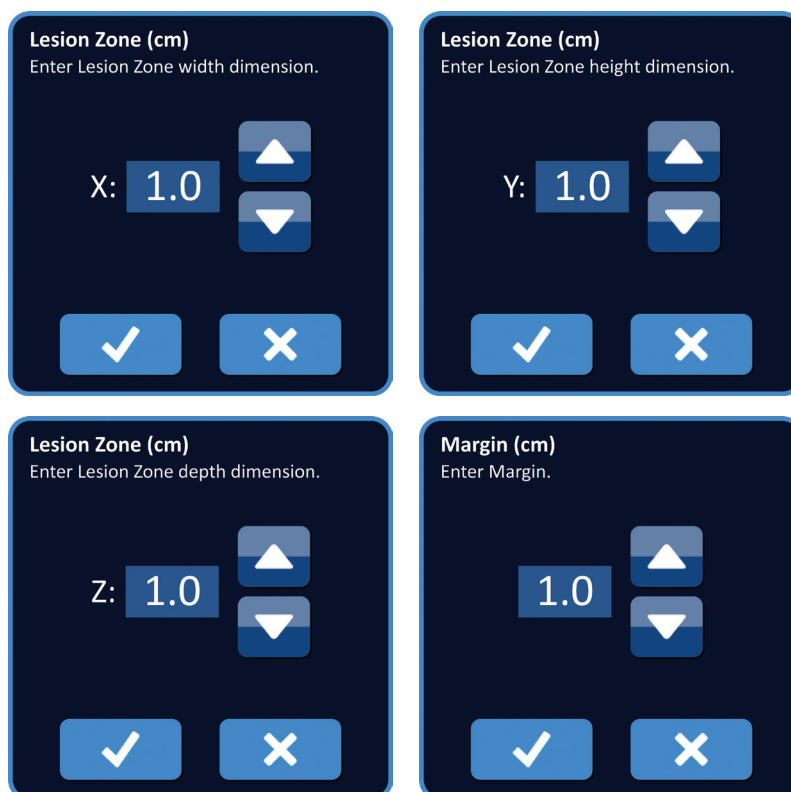 Lesion Zone (cm)
Enter Lesion Zone width dimension.
X: 1.0
Lesion Zone (cm)
Enter Lesion Zone height dimension.
Y: 1.0
Lesion Zone (cm)
Enter Lesion Zone depth dimension.
Z: 1.0
Margin (cm)
Enter Margin.
1.0